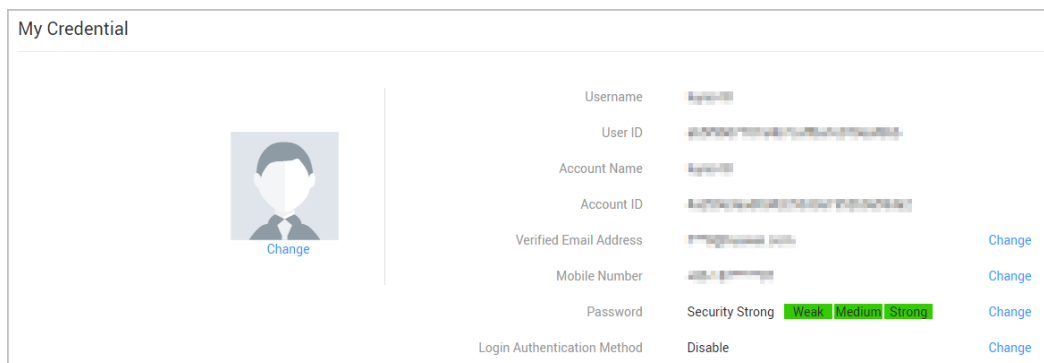 My Credential
Username
User ID
Account Name
Account ID
Verified Email Address Change
Change
Mobile Number Change
Password Security Strong Weak Medium Strong Change
Login Authentication Method Disable Change